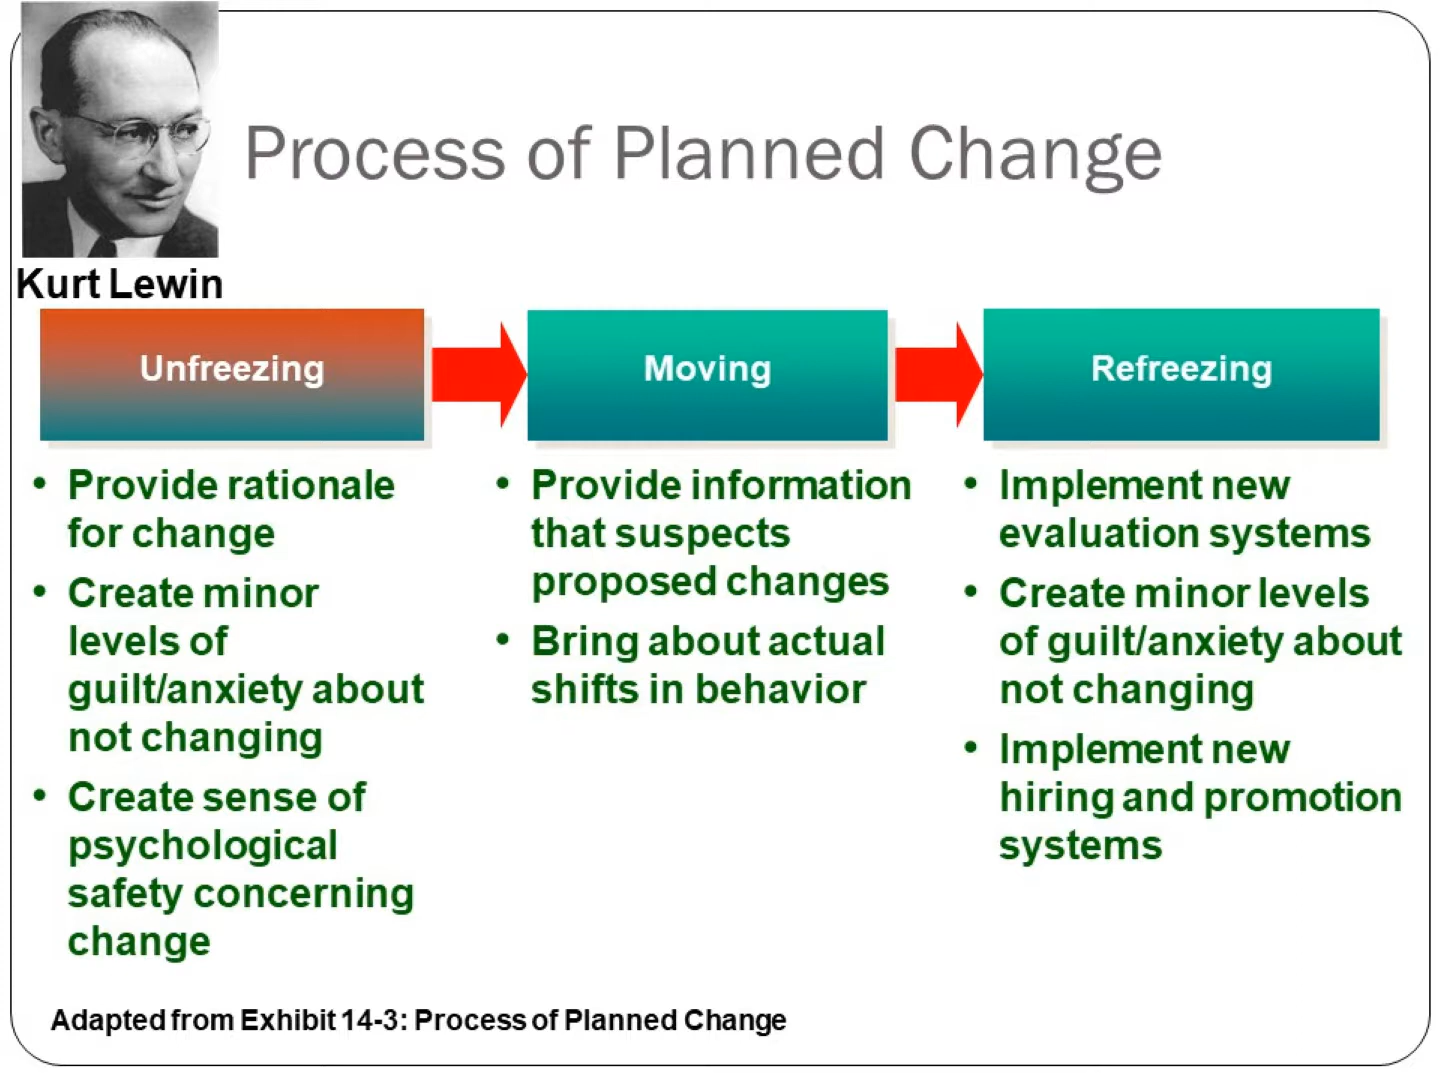 Process of Planned Change
Kurt Lewin
Unfreezing
Moving
Refreezing
• Provide rationale
for change
• Create minor
levels of
guilt/anxiety about
not changing
• Create sense of
psychological
safety concerning
change
• Provide information
that suspects
proposed changes
• Bring about actual
shifts in behavior
• Implement new
evaluation systems
• Create minor levels
of guilt/anxiety about
not changing
• Implement new
hiring and promotion
systems
Adapted from Exhibit 14-3: Process of Planned Change